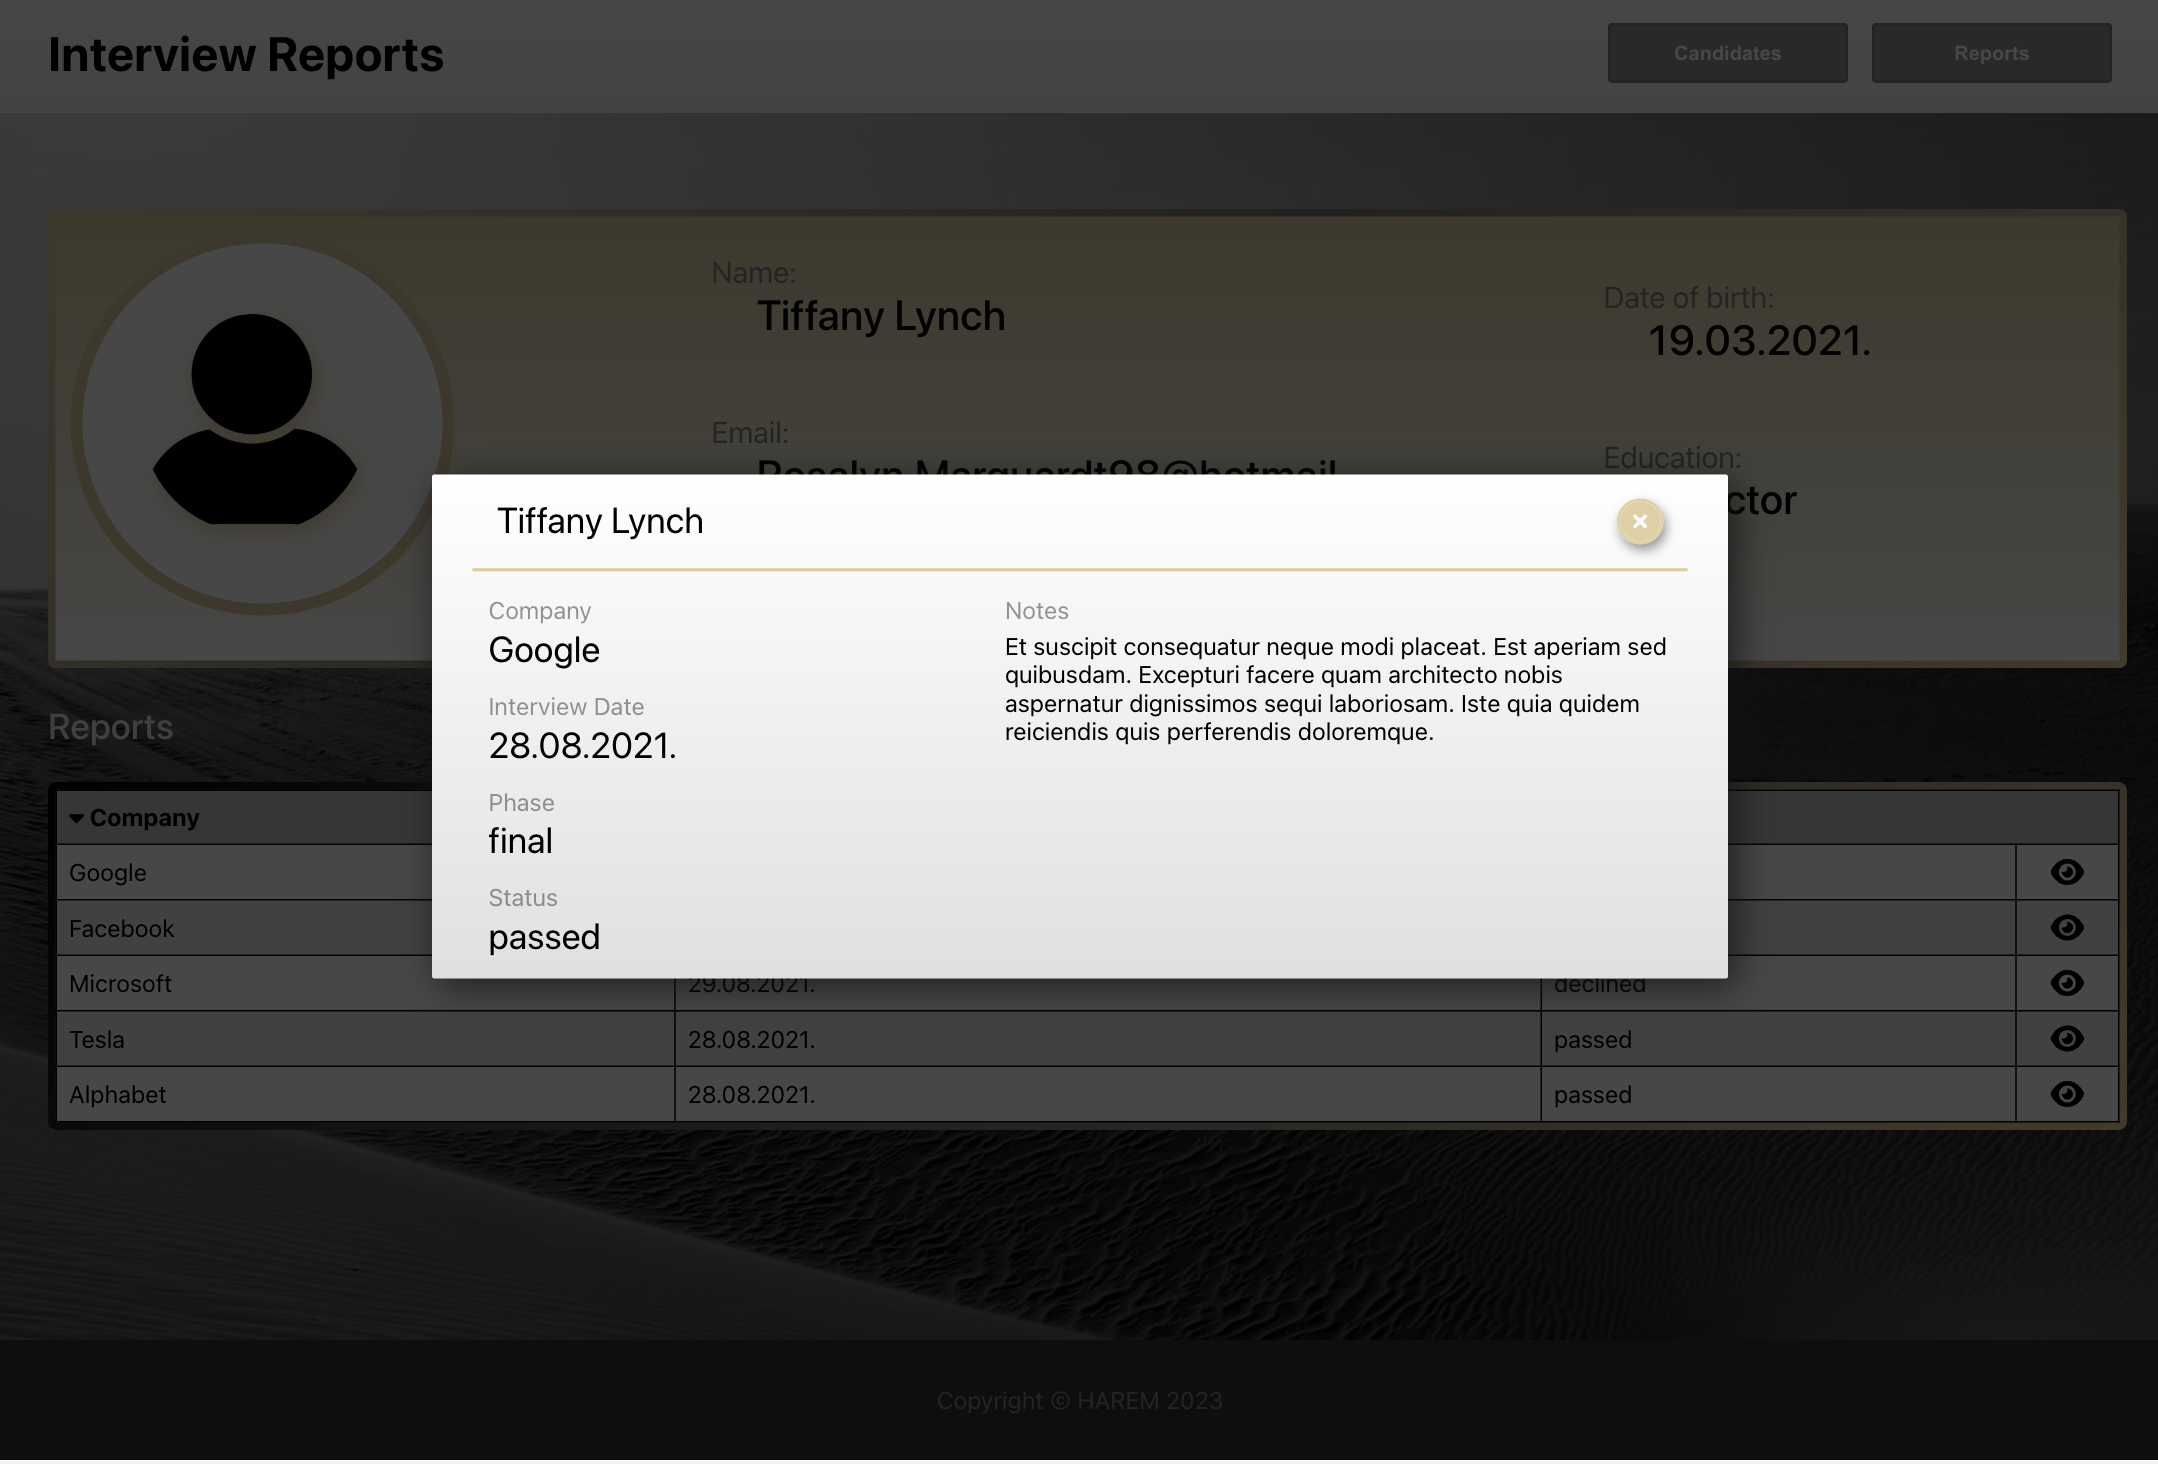 Interview Reports
Candidates
Reports
Name:
Tiffany Lynch
Date of birth:
19.03.2021.
Email:
Rosalyn.Marquardt98@hotmail
Education:
ctor
Tiffany Lynch
Company
Google
Interview Date
28.08.2021.
Phase
final
Status
passed
Notes
Et suscipit consequatur neque modi placeat. Est aperiam sed
quibusdam. Excepturi facere quam architecto nobis
aspernatur dignissimos sequi laboriosam. Iste quia quidem
reiciendis quis perferendis doloremque.
Reports
Company
Google
Facebook
Microsoft 29.08.2021. declined
Tesla 28.08.2021. passed
Alphabet 28.08.2021. passed
Copyright © HAREM 2023